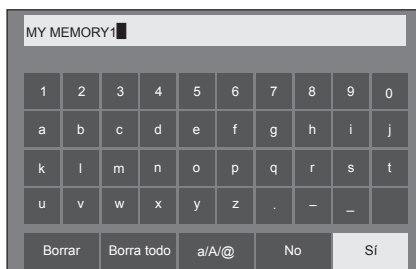 MY MEMORY1
1 2 3 4 5 6 7 8 9 0
a b c d e f g h i j
k l m n o p q r s t
u v w x y z . – _
Borrar Borra todo a/A/@ No Sí